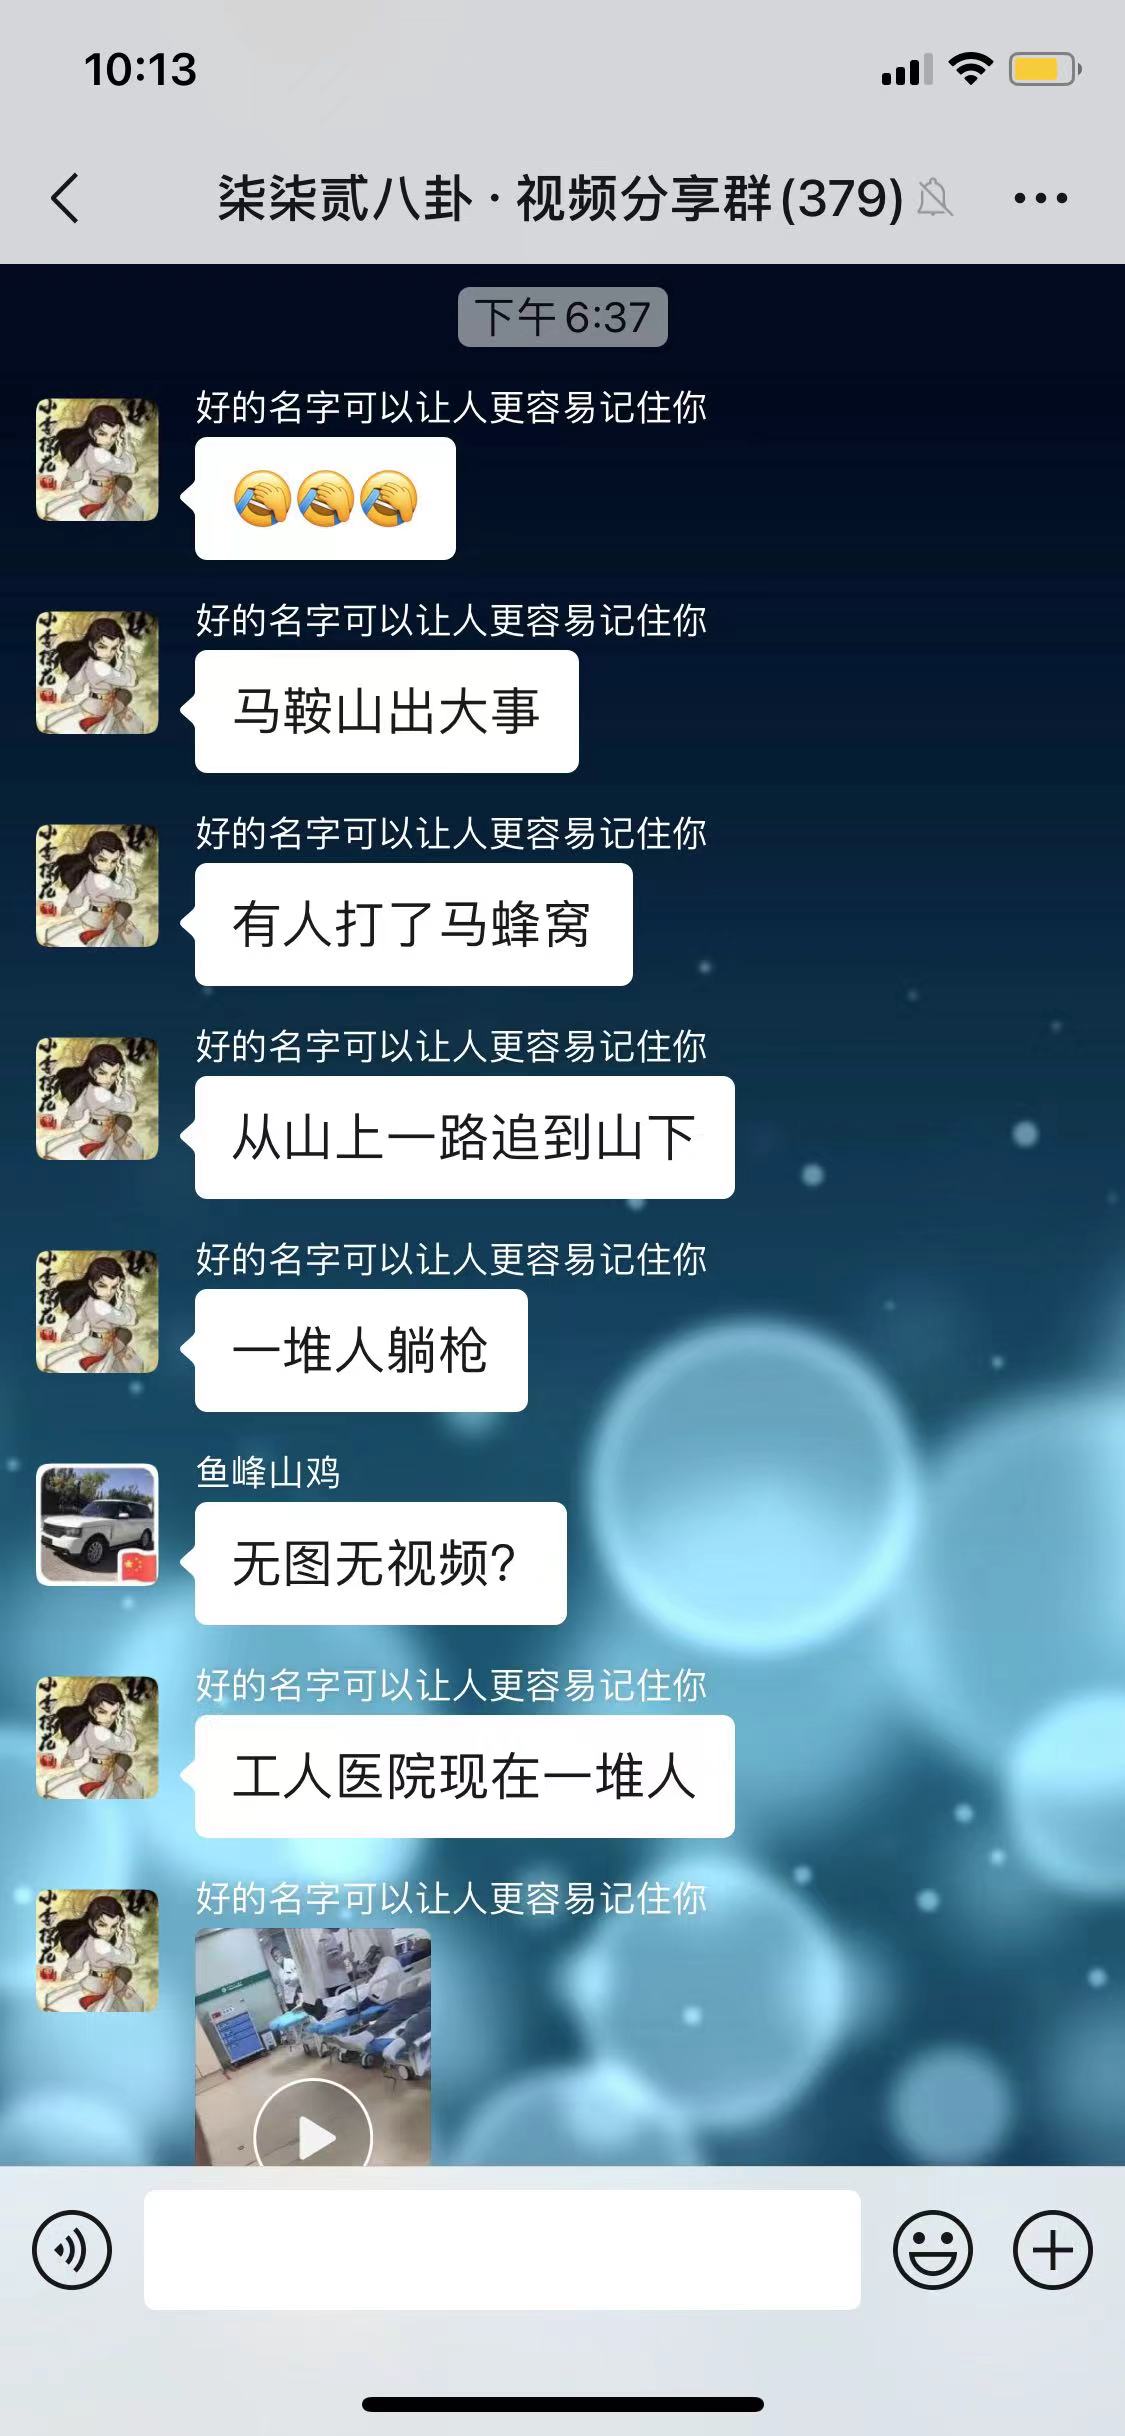 10:13
柒柒贰八卦·视频分享群(379)
下午6:37
好的名字可以让人更容易记住你
🤣🤣🤣
好的名字可以让人更容易记住你
马鞍山出大事
好的名字可以让人更容易记住你
有人打了马蜂窝
好的名字可以让人更容易记住你
从山上一路追到山下
好的名字可以让人更容易记住你
一堆人躺枪
鱼峰山鸡
无图无视频?
好的名字可以让人更容易记住你
工人医院现在一堆人
好的名字可以让人更容易记住你